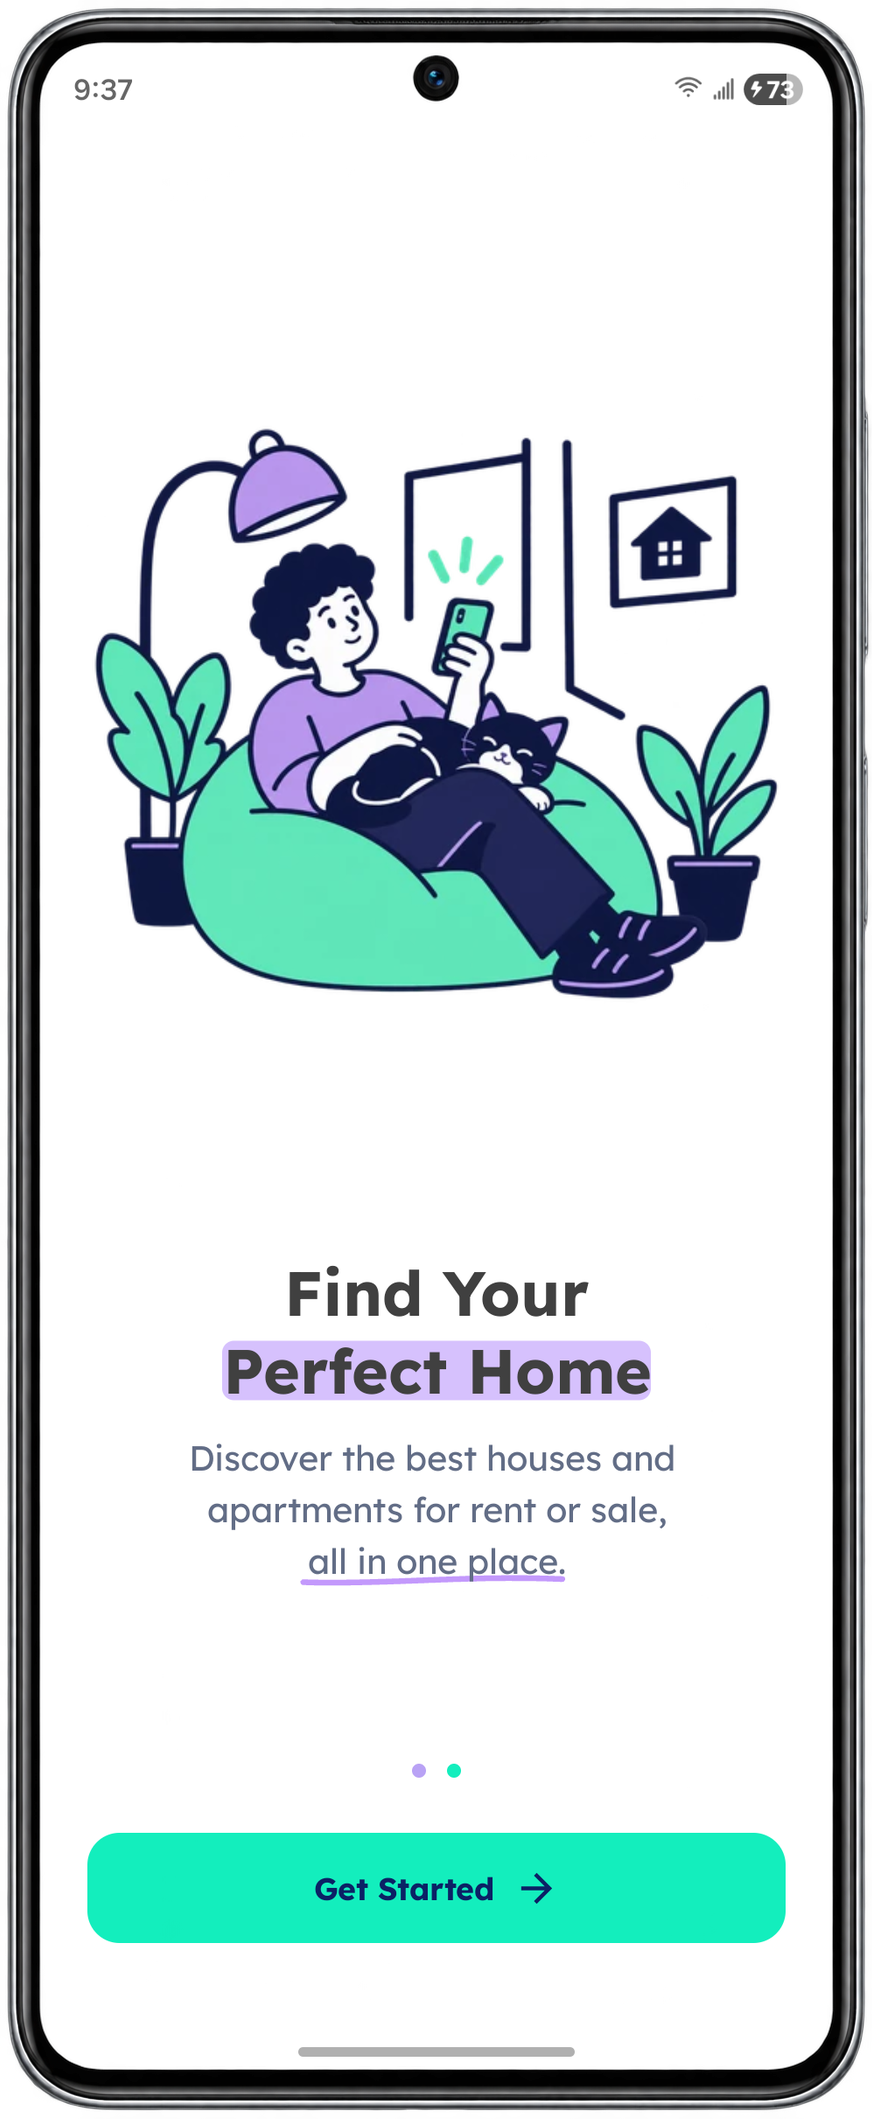 9:37
73
Find Your
Perfect Home
Discover the best houses and
apartments for rent or sale,
all in one place.
Get Started